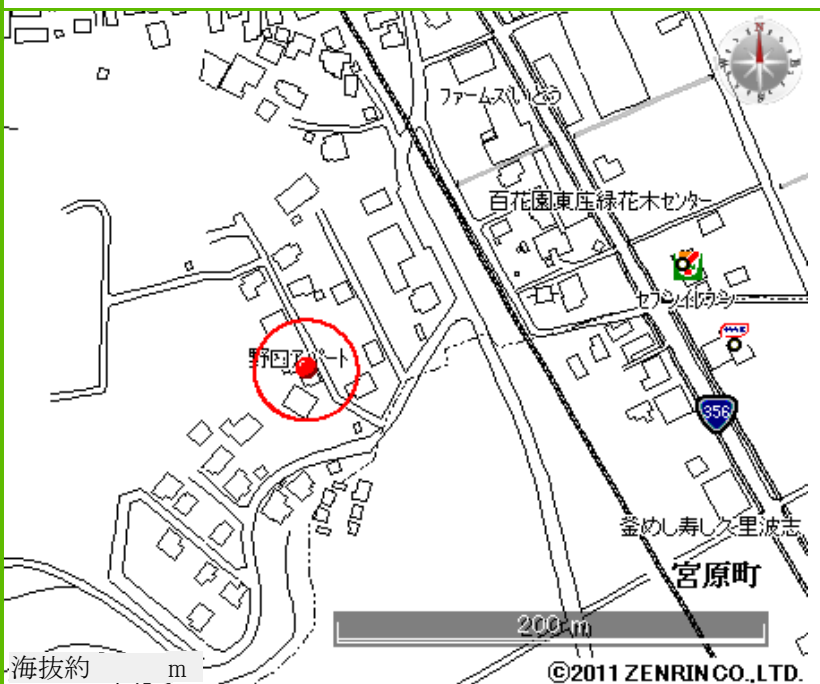 N
ファームズいとう
百花園東庄緑花木センター
セブンイレブン
野口アパート
356
釜めし寿し久里波志
宮原町
200 m
海抜約 m
©2011 ZENRIN CO., LTD.